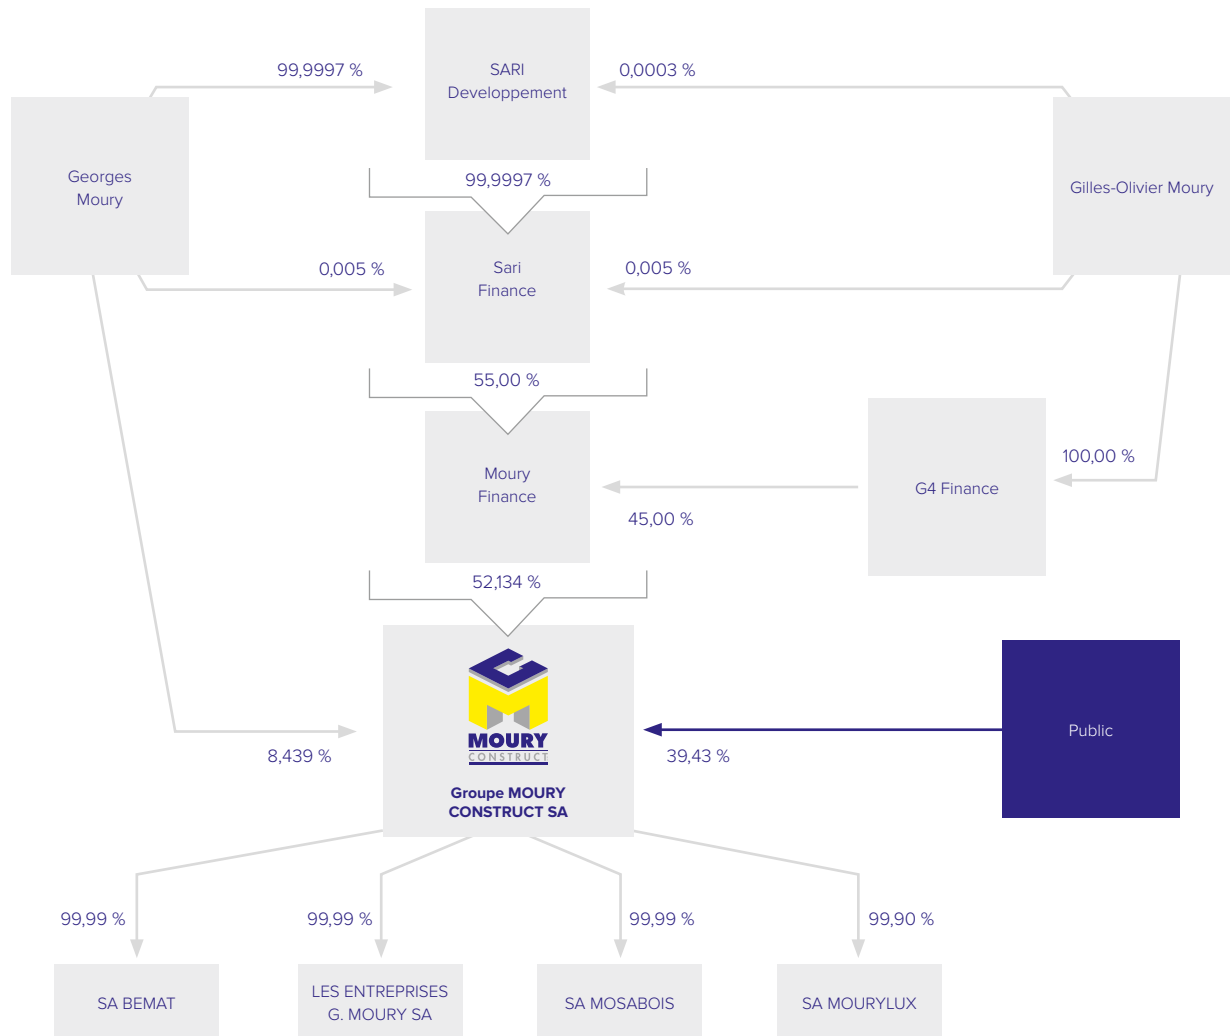 99,9997 %
SARI
Developpement
0,0003 %
Georges
Moury
99,9997 %
Gilles-Olivier Moury
0,005 %
Sari
Finance
0,005 %
55,00 %
Moury
Finance
45,00 %
G4 Finance
100,00 %
52,134 %
MOURY
CONSTRUCT
Groupe MOURY
CONSTRUCT SA
8,439 %
39,43 %
Public
99,99 %
99,99 %
99,99 %
99,90 %
SA BEMAT
LES ENTREPRISES
G. MOURY SA
SA MOSABOIS
SA MOURYLUX